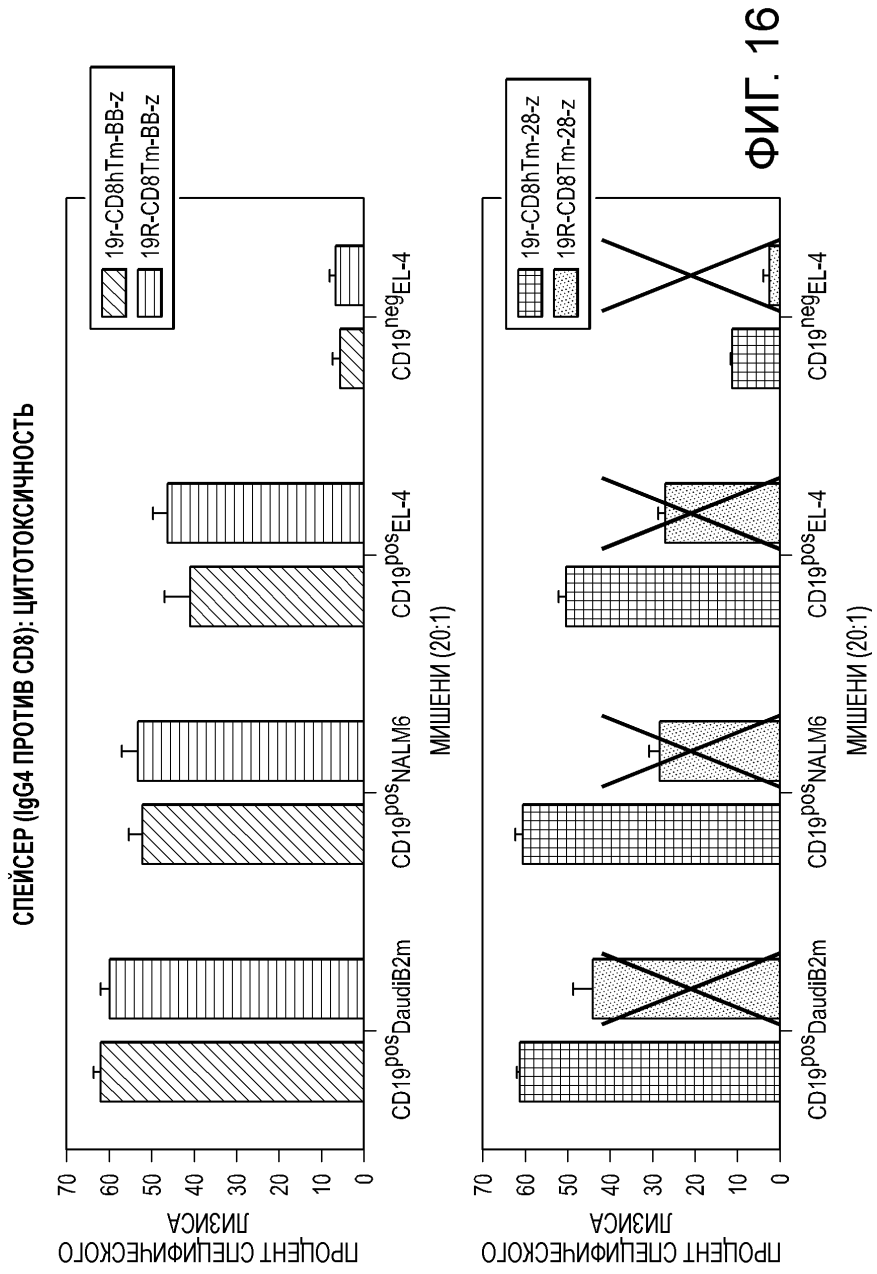 СПЕЙСЕР (IgG4 ПРОТИВ CD8): ЦИТОТОКСИЧНОСТЬ
19r-CD8hTm-BB-z
19R-CD8Tm-BB-z
ПРОЦЕНТ СПЕЦИФИЧЕСКОГО
ЛИЗИСА
70
60
50
40
30
20
10
0
CD19posDaudiB2m
CD19posNALM6
CD19posEL-4
CD19negEL-4
МИШЕНИ (20:1)
19r-CD8hTm-28-z
19R-CD8Tm-28-z
ПРОЦЕНТ СПЕЦИФИЧЕСКОГО
ЛИЗИСА
70
60
50
40
30
20
10
0
CD19posDaudiB2m
CD19posNALM6
CD19posEL-4
CD19negEL-4
МИШЕНИ (20:1)
ФИГ. 16